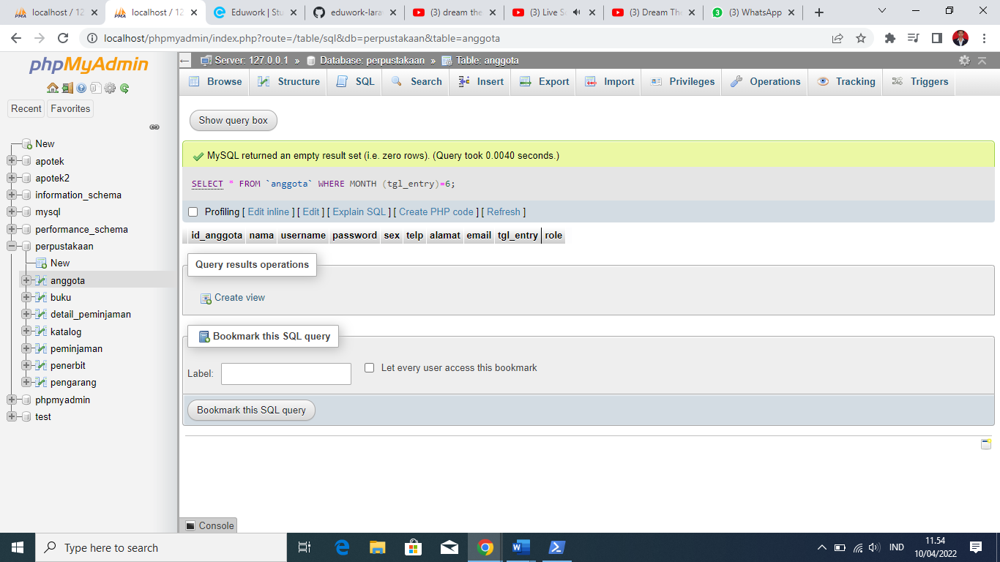 localhost / 12
localhost / 12
Eduwork | Stu
eduwork-lara
(3) dream the
(3) Live S
(3) Dream The
(3) WhatsApp
localhost/phpmyadmin/index.php?route=/table/sql&db=perpustakaan&table=anggota
phpMyAdmin
Recent
Favorites
New
apotek
apotek2
information_schema
mysql
performance_schema
perpustakaan
New
anggota
buku
detail_peminjaman
katalog
peminjaman
penerbit
pengarang
phpmyadmin
test
Server: 127.0.0.1 » Database: perpustakaan » Table: anggota
Browse Structure SQL Search Insert Export Import Privileges Operations Tracking Triggers
Show query box
MySQL returned an empty result set (i.e. zero rows). (Query took 0.0040 seconds.)
SELECT * FROM `anggota` WHERE MONTH (tgl_entry)=6;
Profiling [ Edit inline ] [ Edit ] [ Explain SQL ] [ Create PHP code ] [ Refresh ]
id_anggota nama username password sex telp alamat email tgl_entry role
Query results operations
Create view
Bookmark this SQL query
Label:
Let every user access this bookmark
Bookmark this SQL query
Console
Type here to search
IND
11.54
10/04/2022